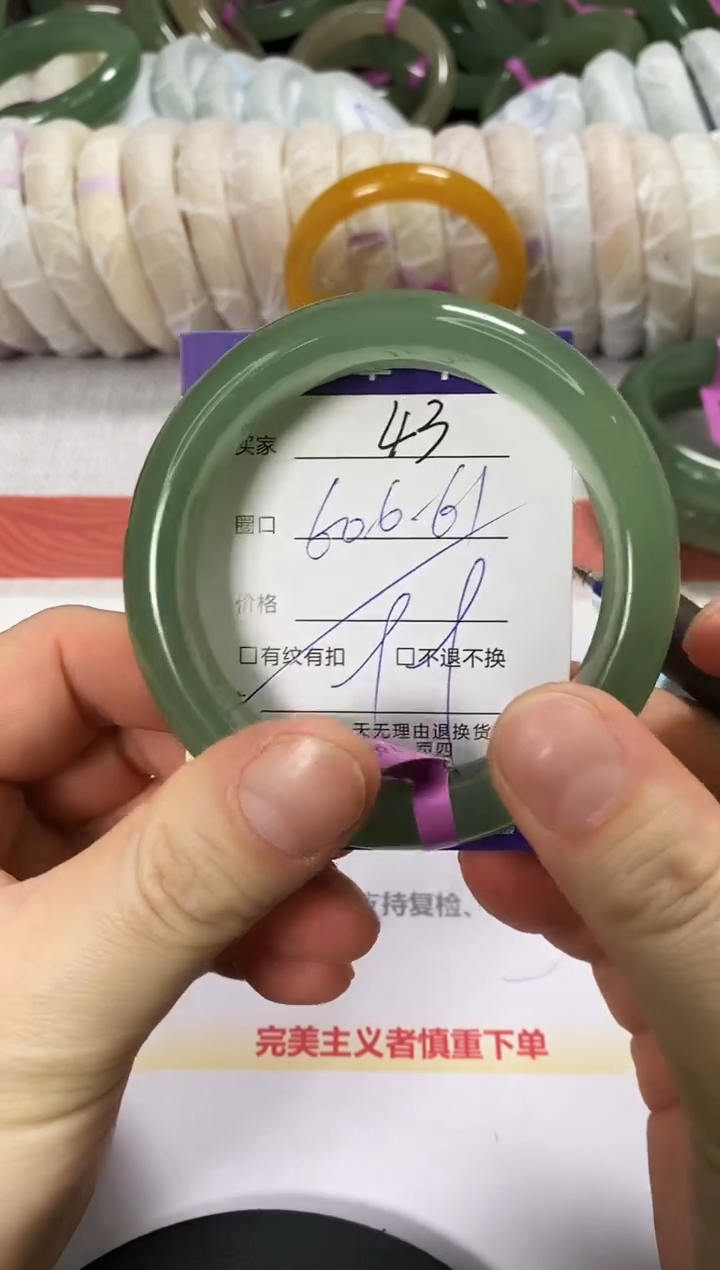 买家 43
圈口 60.6-61
价格
□有纹有扣 □不退不换
天无理由退换货
持复检、
完美主义者慎重下单